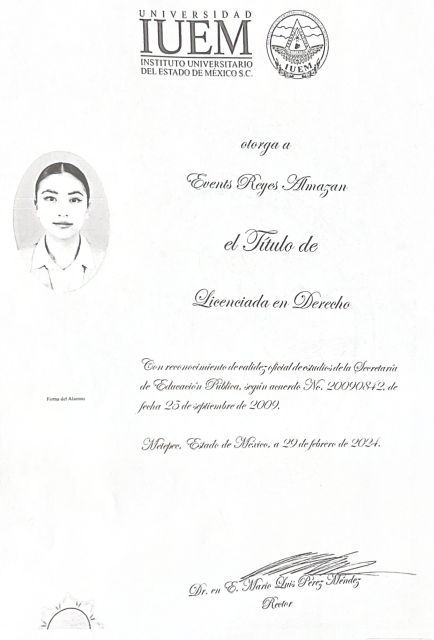 UNIVERSIDAD
IUEM
INSTITUTO UNIVERSITARIO
DEL ESTADO DE MÉXICO S.C.
IUEM
otorga a
Events Reyes Almazan
el Título de
Licenciada en Derecho
Con reconocimiento de validez oficial de estudios de la Secretaría
de Educación Pública, según acuerdo No. 20090842, de
fecha 25 de septiembre de 2009.
Firma del Alumno
Metepec, Estado de México, a 29 de febrero de 2024.
Dr. en E. Mario Luis Pérez Méndez
Rector